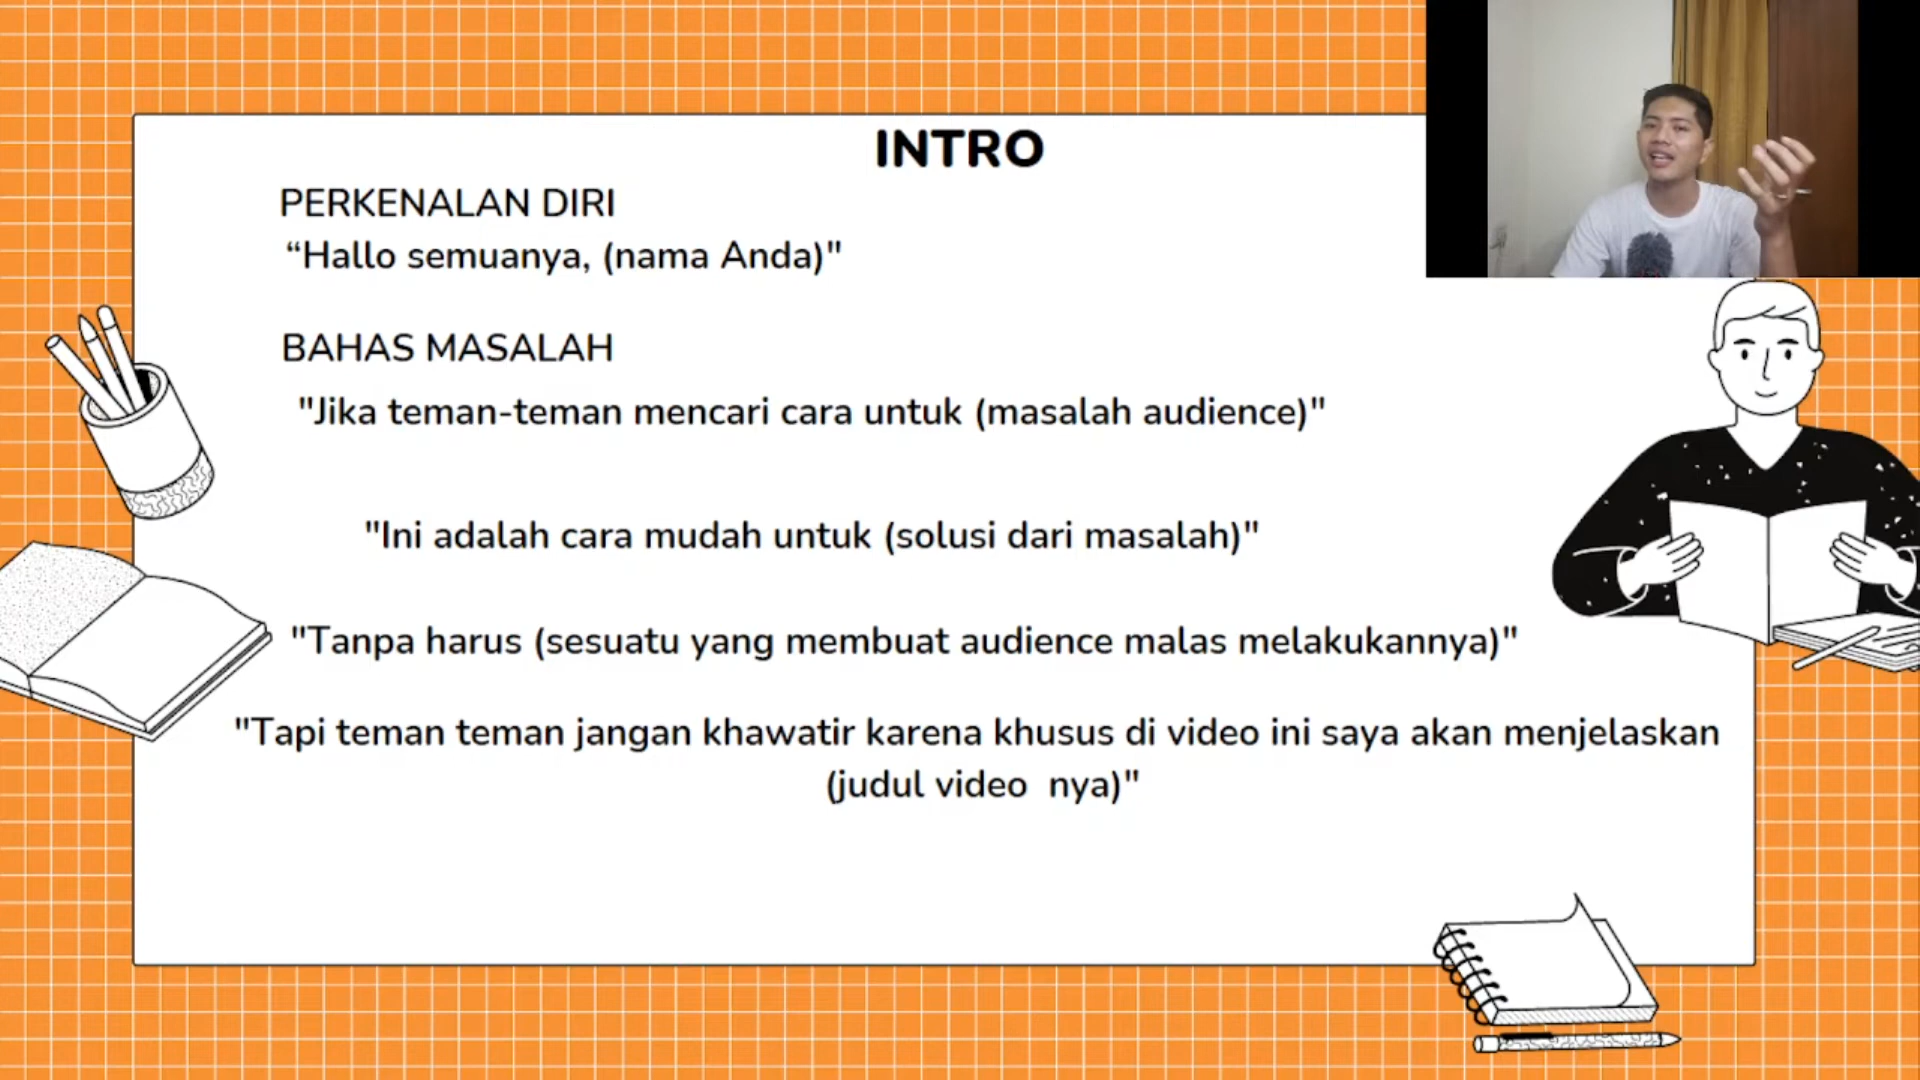 INTRO
PERKENALAN DIRI
“Hallo semuanya, (nama Anda)"
BAHAS MASALAH
"Jika teman-teman mencari cara untuk (masalah audience)"
"Ini adalah cara mudah untuk (solusi dari masalah)"
"Tanpa harus (sesuatu yang membuat audience malas melakukannya)"
"Tapi teman teman jangan khawatir karena khusus di video ini saya akan menjelaskan
(judul video  nya)"